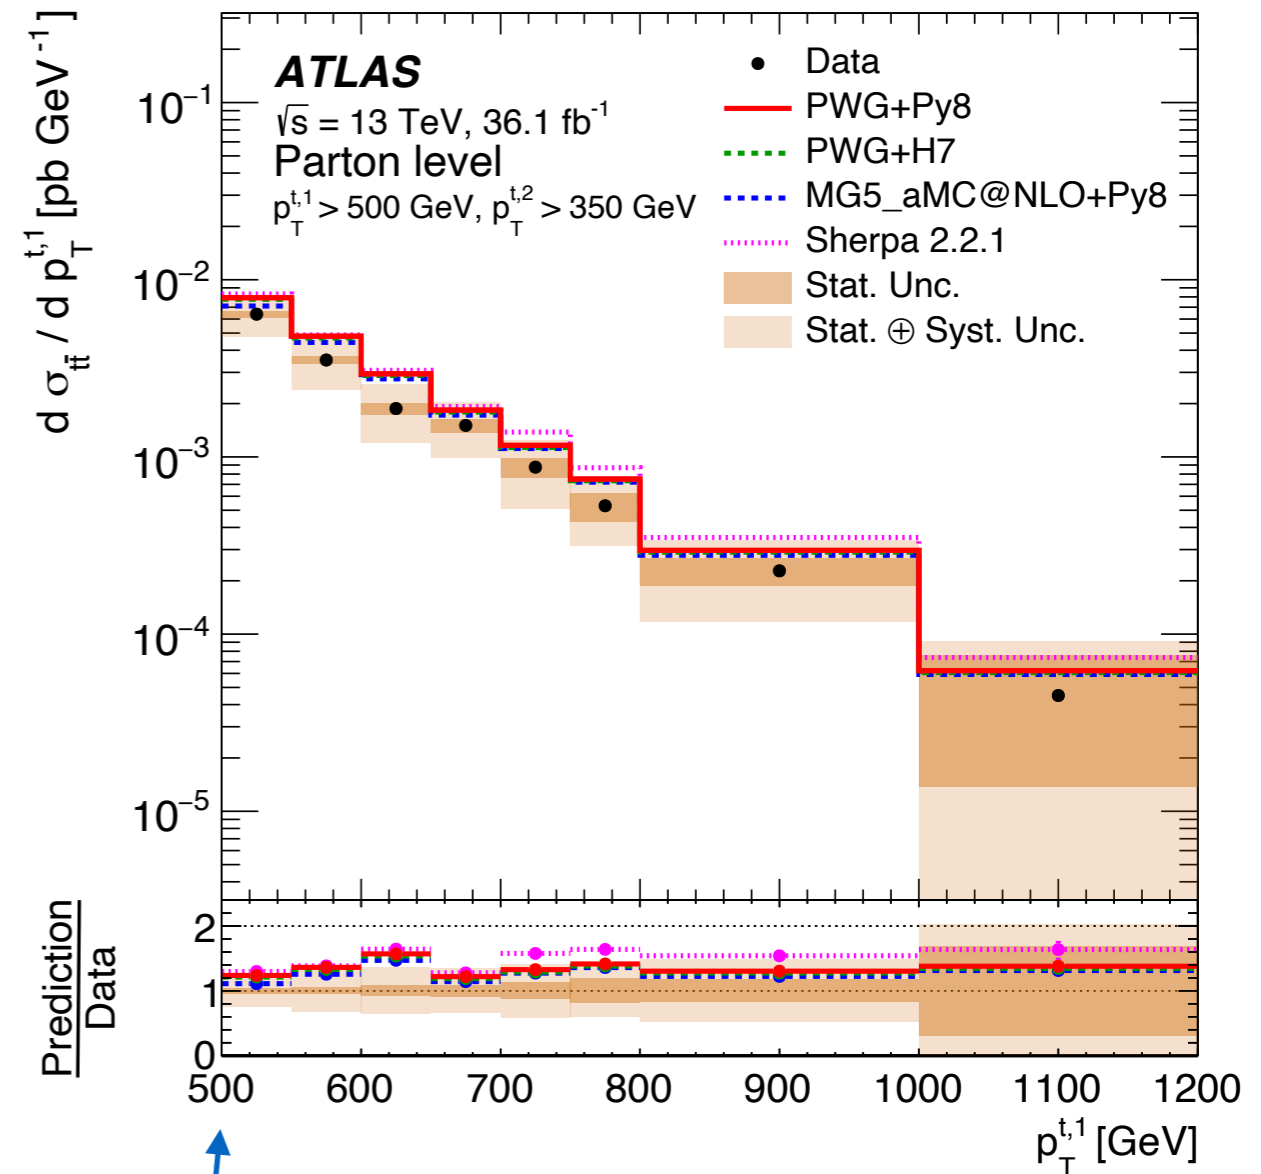 ATLAS
√s = 13 TeV, 36.1 fb⁻¹
Parton level
p_T^{t,1} > 500 GeV, p_T^{t,2} > 350 GeV
Data
PWG+Py8
PWG+H7
MG5_aMC@NLO+Py8
Sherpa 2.2.1
Stat. Unc.
Stat. ⊕ Syst. Unc.
d σ_{tt̄} / d p_T^{t,1} [pb GeV⁻¹]
10⁻¹
10⁻²
10⁻³
10⁻⁴
10⁻⁵
Prediction
Data
2
1
0
500 600 700 800 900 1000 1100 1200
p_T^{t,1} [GeV]